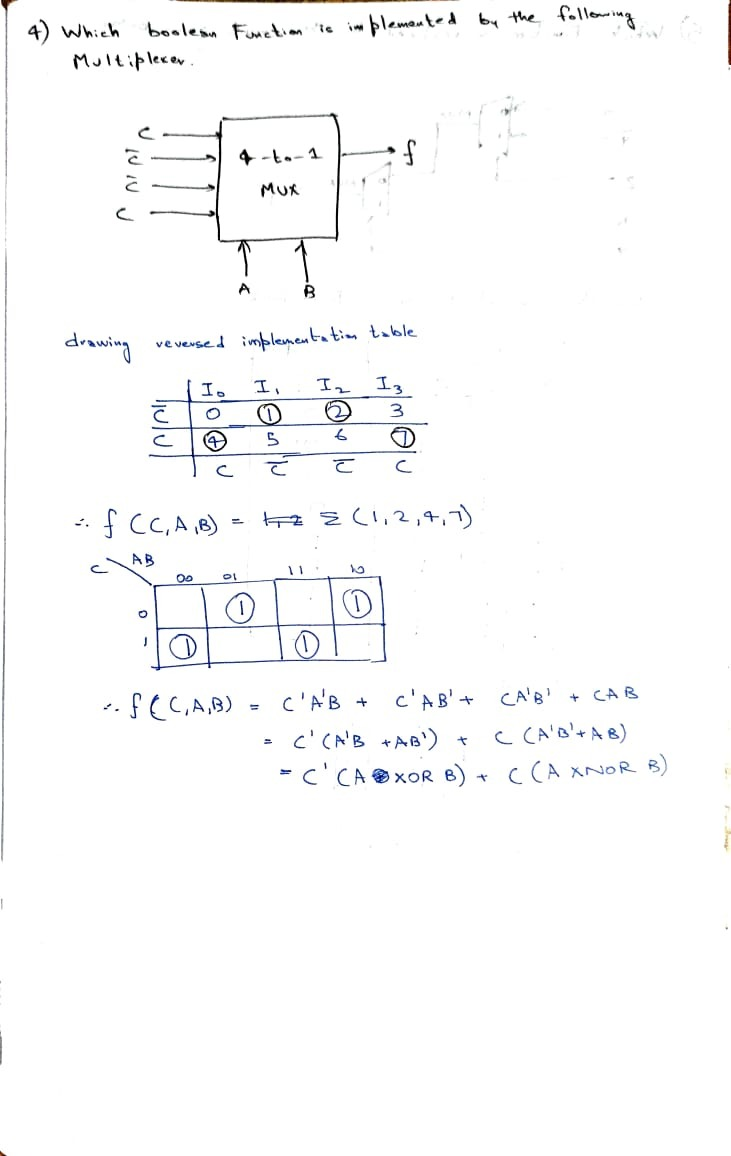 4) Which boolean Function is implemented by the following
Multiplexer.
C
C̅
C̅
C
4-to-1
MUX
f
A B
drawing reversed implementation table
I₀ I₁ I₂ I₃
C̅ 0 1 2 3
C 4 5 6 7
C C̅ C̅ C
∴ f (C,A,B) = Σ (1,2,4,7)
C AB
00 01 11 10
0 1 1
1 1 1
∴ f (C,A,B) = C'A'B + C'AB' + CA'B' + CAB
= C' (A'B + AB') + C (A'B' + AB)
= C' (A XOR B) + C (A XNOR B)